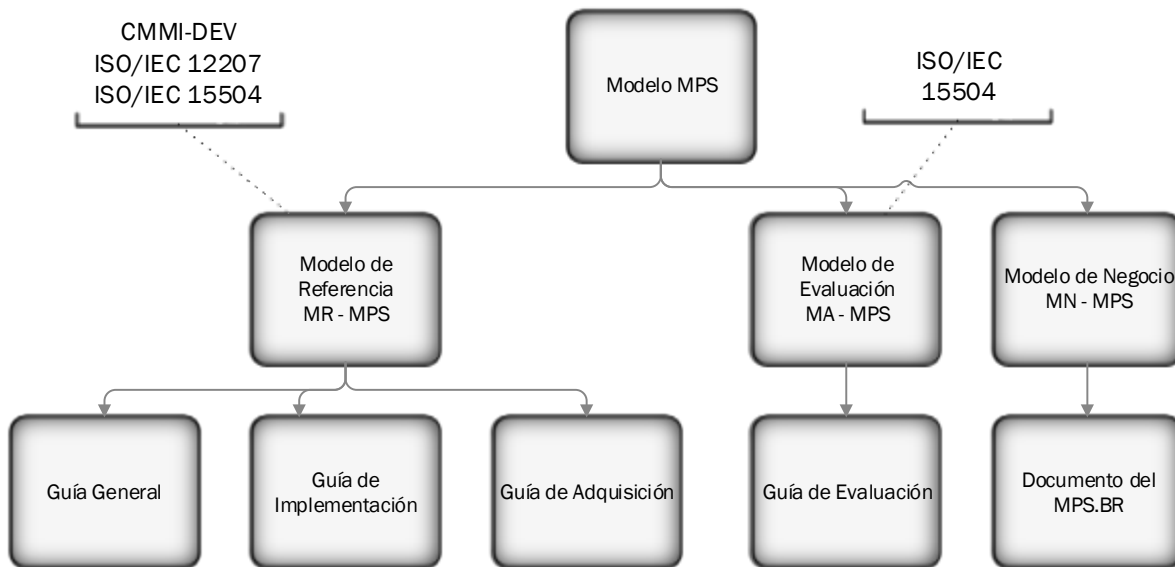 CMMI-DEV
ISO/IEC 12207
ISO/IEC 15504
Modelo MPS
ISO/IEC
15504
Modelo de
Referencia
MR - MPS
Modelo de
Evaluación
MA - MPS
Modelo de Negocio
MN - MPS
Guía General
Guía de
Implementación
Guía de Adquisición
Guía de Evaluación
Documento del
MPS.BR